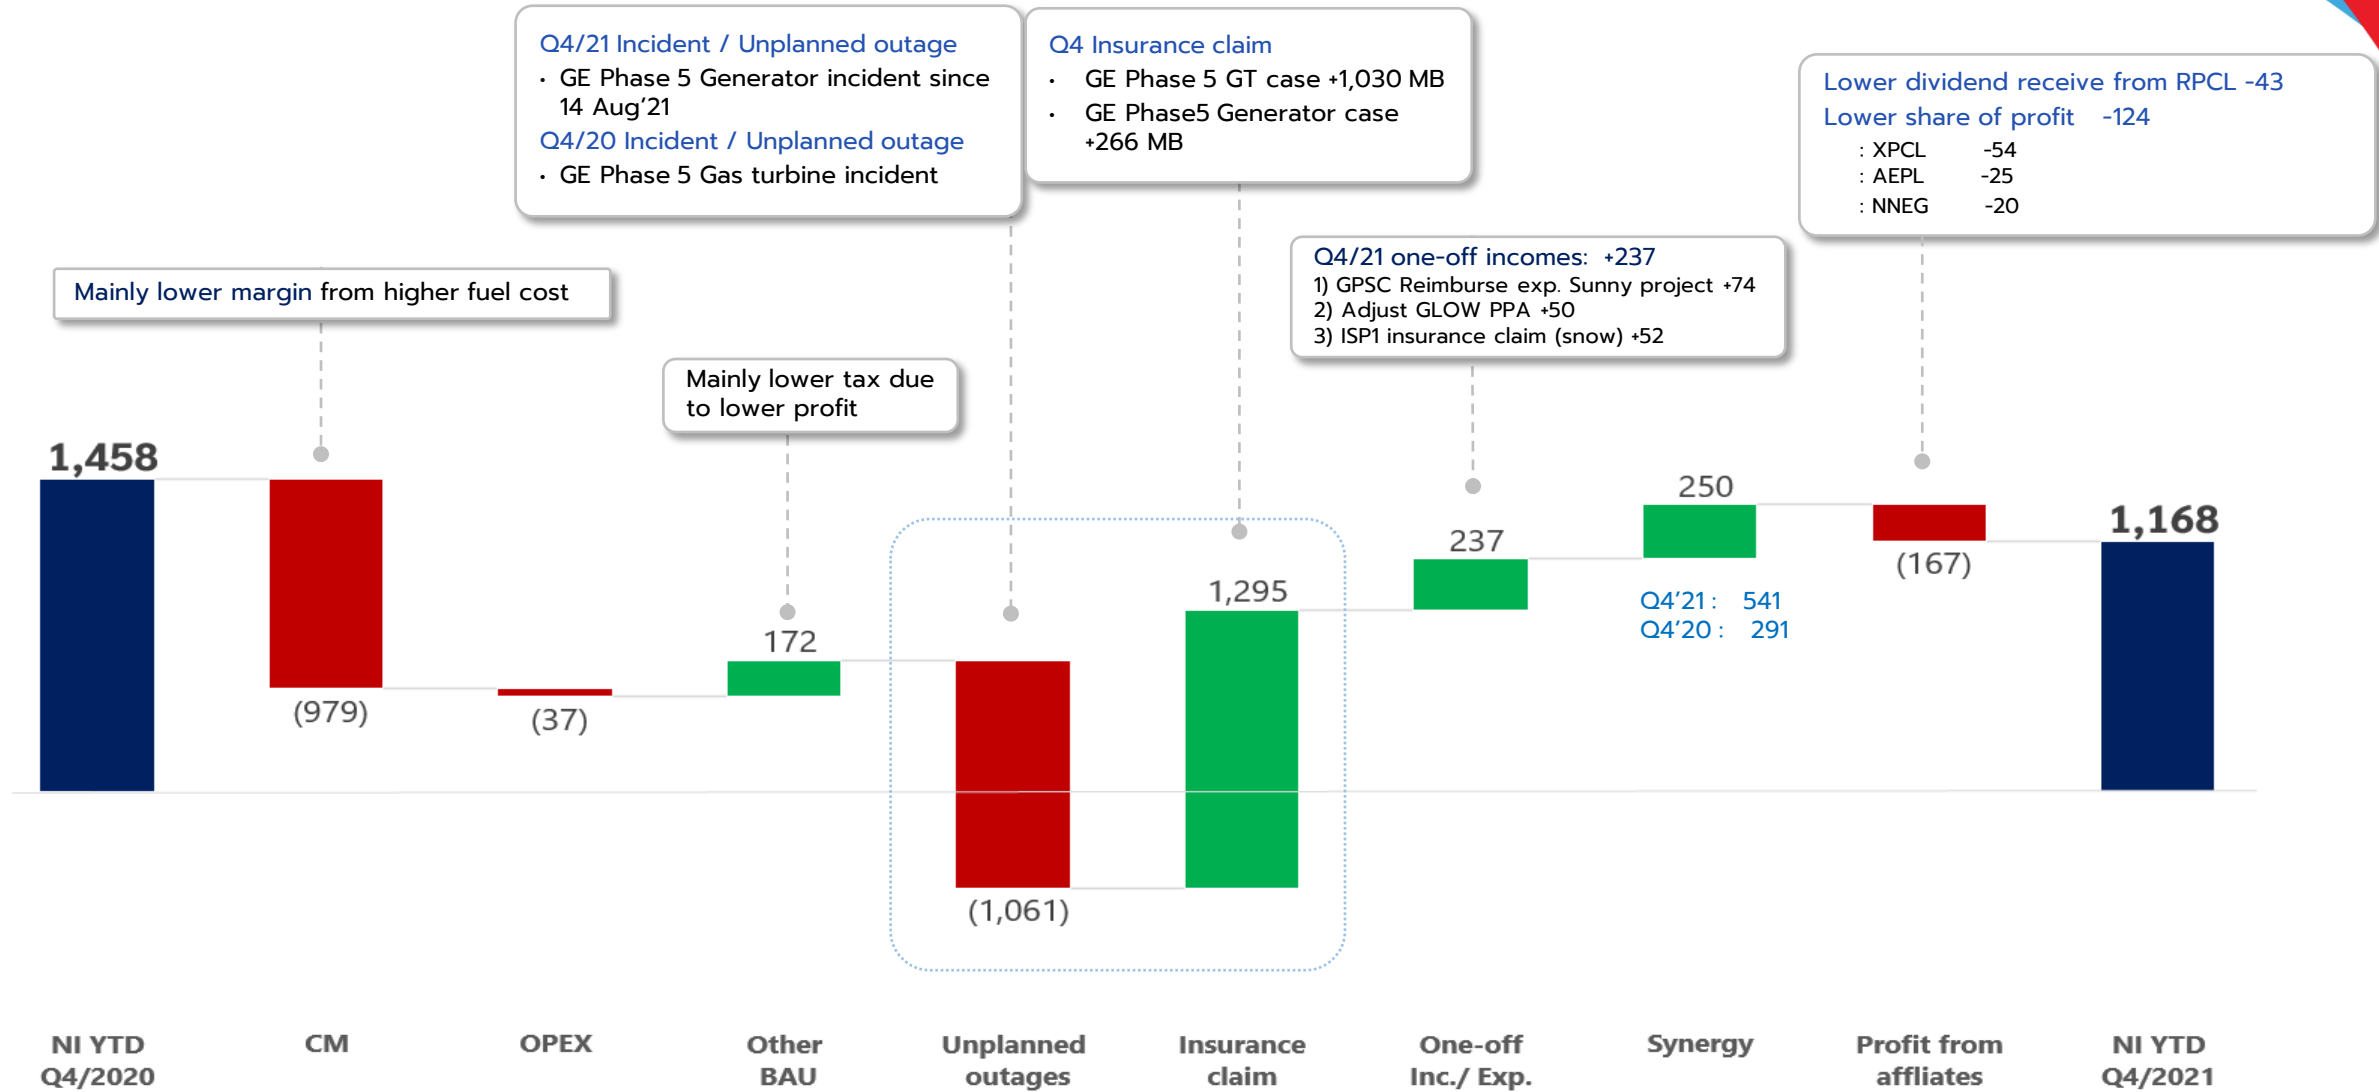 Q4/21 Incident / Unplanned outage
• GE Phase 5 Generator incident since
14 Aug'21
Q4/20 Incident / Unplanned outage
• GE Phase 5 Gas turbine incident
Q4 Insurance claim
• GE Phase 5 GT case +1,030 MB
• GE Phase5 Generator case
+266 MB
Lower dividend receive from RPCL -43
Lower share of profit -124
: XPCL -54
: AEPL -25
: NNEG -20
Q4/21 one-off incomes: +237
1) GPSC Reimburse exp. Sunny project +74
2) Adjust GLOW PPA +50
3) ISP1 insurance claim (snow) +52
Mainly lower margin from higher fuel cost
Mainly lower tax due
to lower profit
1,458
(979)
(37)
172
(1,061)
1,295
237
250
Q4'21 : 541
Q4'20 : 291
(167)
1,168
NI YTD
Q4/2020
CM
OPEX
Other
BAU
Unplanned
outages
Insurance
claim
One-off
Inc./ Exp.
Synergy
Profit from
affliates
NI YTD
Q4/2021